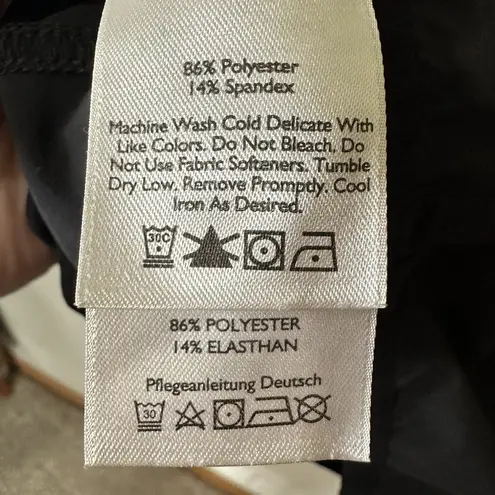 86% Polyester
14% Spandex
Machine Wash Cold Delicate With
Like Colors. Do Not Bleach. Do
Not Use Fabric Softeners. Tumble
Dry Low. Remove Promptly. Cool
Iron As Desired.
30C
86% POLYESTER
14% ELASTHAN
Pflegeanleitung Deutsch
30